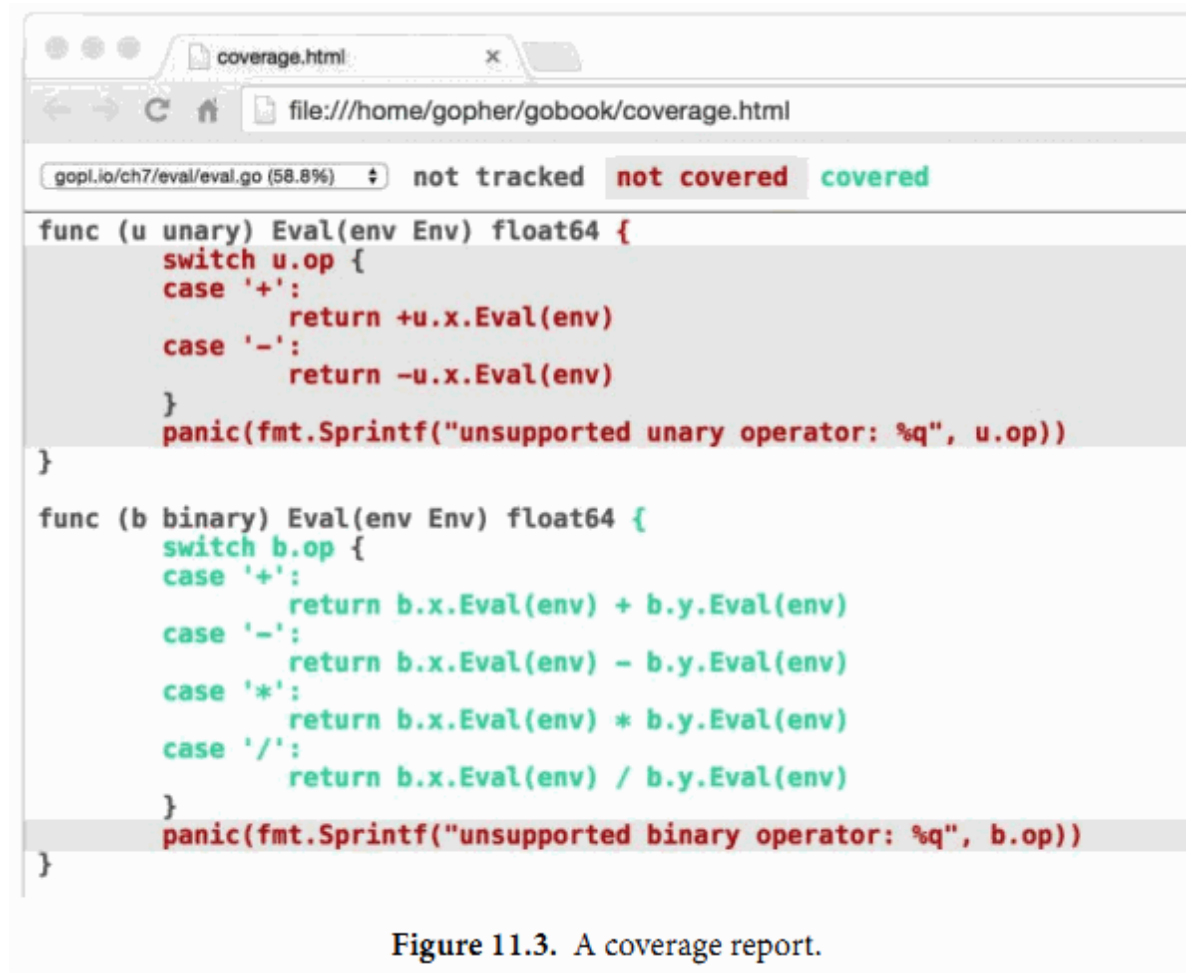 coverage.html
file:///home/gopher/gobook/coverage.html
gopl.io/ch7/eval/eval.go (58.8%) not tracked not covered covered
func (u unary) Eval(env Env) float64 {
        switch u.op {
        case '+':
                return +u.x.Eval(env)
        case '-':
                return -u.x.Eval(env)
        }
        panic(fmt.Sprintf("unsupported unary operator: %q", u.op))
}
func (b binary) Eval(env Env) float64 {
        switch b.op {
        case '+':
                return b.x.Eval(env) + b.y.Eval(env)
        case '-':
                return b.x.Eval(env) - b.y.Eval(env)
        case '*':
                return b.x.Eval(env) * b.y.Eval(env)
        case '/':
                return b.x.Eval(env) / b.y.Eval(env)
        }
        panic(fmt.Sprintf("unsupported binary operator: %q", b.op))
}
Figure 11.3. A coverage report.